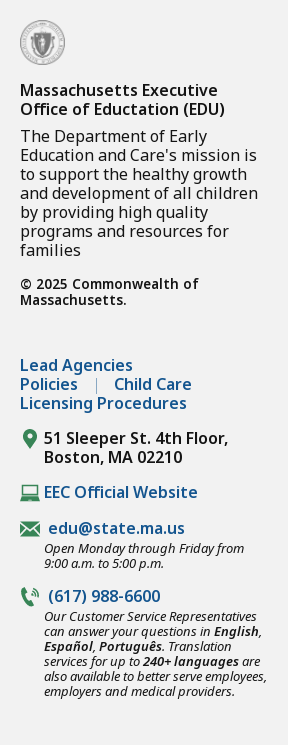 Massachusetts Executive
Office of Eductation (EDU)
The Department of Early
Education and Care's mission is
to support the healthy growth
and development of all children
by providing high quality
programs and resources for
families
© 2025 Commonwealth of
Massachusetts.
Lead Agencies
Policies | Child Care
Licensing Procedures
51 Sleeper St. 4th Floor,
Boston, MA 02210
EEC Official Website
edu@state.ma.us
Open Monday through Friday from
9:00 a.m. to 5:00 p.m.
(617) 988-6600
Our Customer Service Representatives
can answer your questions in English,
Español, Português. Translation
services for up to 240+ languages are
also available to better serve employees,
employers and medical providers.